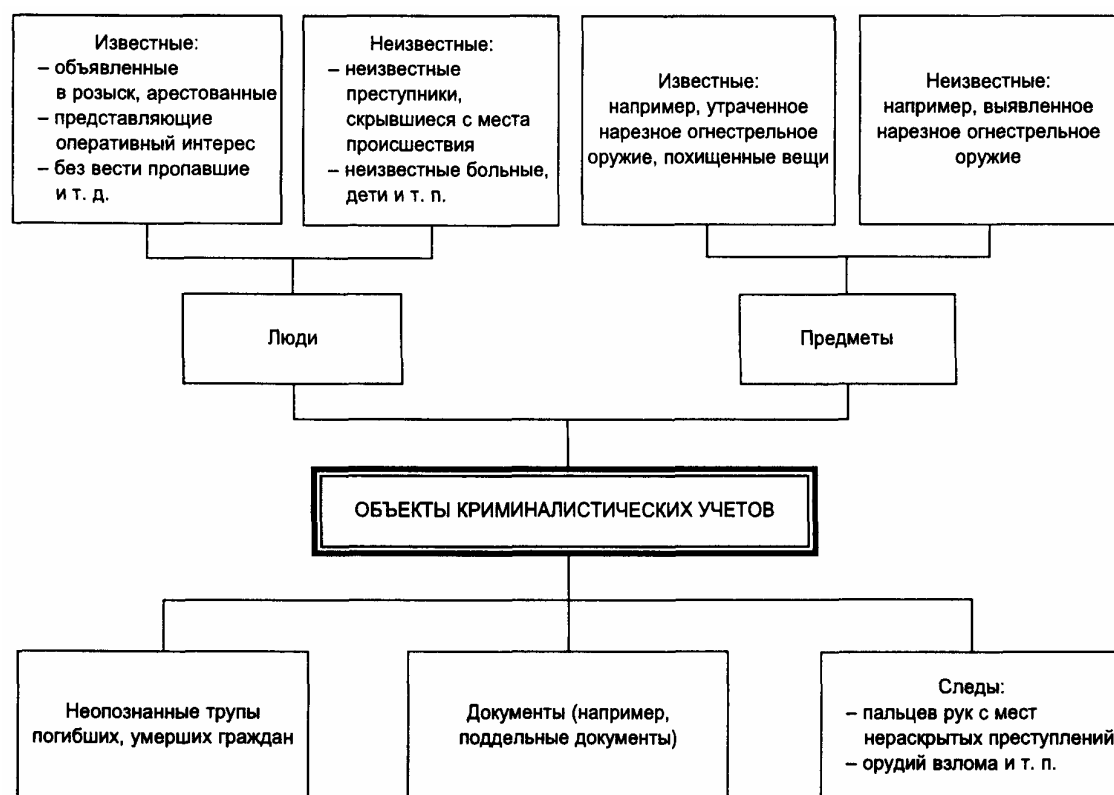 Известные:
– объявленные
в розыск, арестованные
– представляющие
оперативный интерес
– без вести пропавшие
и т. д.
Неизвестные:
– неизвестные
преступники,
скрывшиеся с места
происшествия
– неизвестные больные,
дети и т. п.
Известные:
например, утраченное
нарезное огнестрельное
оружие, похищенные вещи
Неизвестные:
например, выявленное
нарезное огнестрельное
оружие
Люди
Предметы
ОБЪЕКТЫ КРИМИНАЛИСТИЧЕСКИХ УЧЕТОВ
Неопознанные трупы
погибших, умерших граждан
Документы (например,
поддельные документы)
Следы:
– пальцев рук с мест
нераскрытых преступлений
– орудий взлома и т. п.